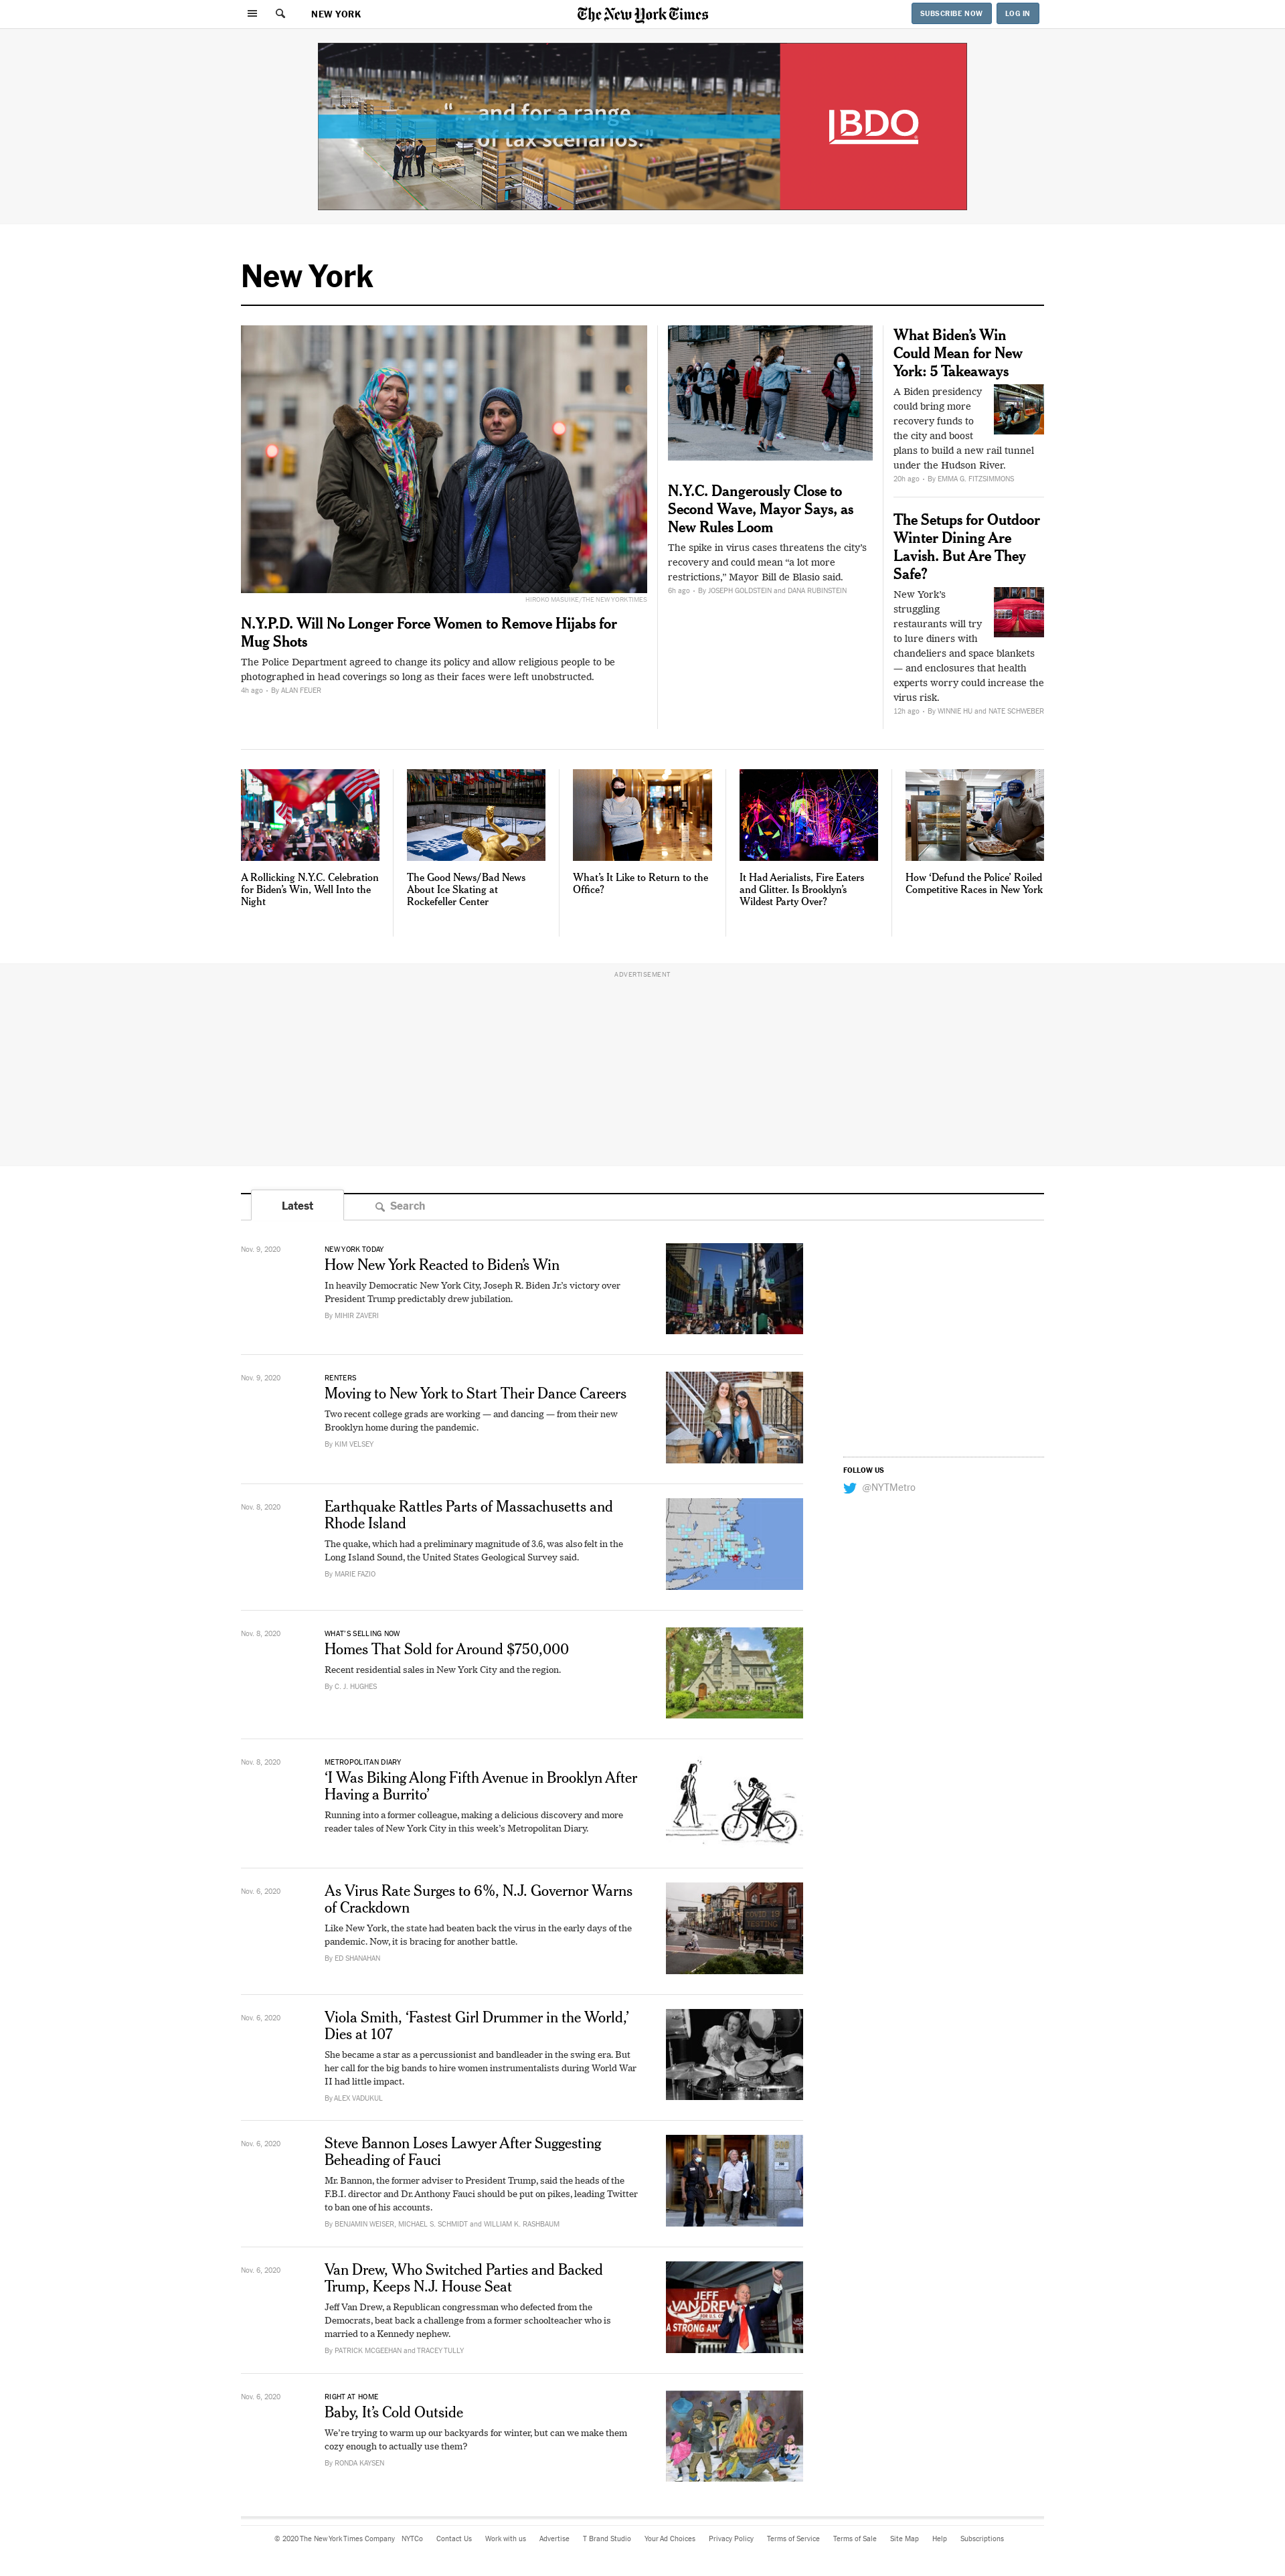 NEW YORK
The New York Times
SUBSCRIBE NOW
LOG IN
"... and for a range
of tax scenarios."
BDO
New York
HIROKO MASUIKE/THE NEW YORK TIMES
N.Y.P.D. Will No Longer Force Women to Remove Hijabs for
Mug Shots
The Police Department agreed to change its policy and allow religious people to be
photographed in head coverings so long as their faces were left unobstructed.
4h ago · By ALAN FEUER
N.Y.C. Dangerously Close to
Second Wave, Mayor Says, as
New Rules Loom
The spike in virus cases threatens the city’s
recovery and could mean “a lot more
restrictions,” Mayor Bill de Blasio said.
6h ago · By JOSEPH GOLDSTEIN and DANA RUBINSTEIN
What Biden’s Win
Could Mean for New
York: 5 Takeaways
A Biden presidency
could bring more
recovery funds to
the city and boost
plans to build a new rail tunnel
under the Hudson River.
20h ago · By EMMA G. FITZSIMMONS
The Setups for Outdoor
Winter Dining Are
Lavish. But Are They
Safe?
New York’s
struggling
restaurants will try
to lure diners with
chandeliers and space blankets
— and enclosures that health
experts worry could increase the
virus risk.
12h ago · By WINNIE HU and NATE SCHWEBER
A Rollicking N.Y.C. Celebration
for Biden’s Win, Well Into the
Night
The Good News/Bad News
About Ice Skating at
Rockefeller Center
What’s It Like to Return to the
Office?
It Had Aerialists, Fire Eaters
and Glitter. Is Brooklyn’s
Wildest Party Over?
How ‘Defund the Police’ Roiled
Competitive Races in New York
ADVERTISEMENT
Latest
Search
Nov. 9, 2020
NEW YORK TODAY
How New York Reacted to Biden’s Win
In heavily Democratic New York City, Joseph R. Biden Jr.’s victory over
President Trump predictably drew jubilation.
By MIHIR ZAVERI
Nov. 9, 2020
RENTERS
Moving to New York to Start Their Dance Careers
Two recent college grads are working — and dancing — from their new
Brooklyn home during the pandemic.
By KIM VELSEY
FOLLOW US
@NYTMetro
Nov. 8, 2020
Earthquake Rattles Parts of Massachusetts and
Rhode Island
The quake, which had a preliminary magnitude of 3.6, was also felt in the
Long Island Sound, the United States Geological Survey said.
By MARIE FAZIO
Nov. 8, 2020
WHAT’S SELLING NOW
Homes That Sold for Around $750,000
Recent residential sales in New York City and the region.
By C. J. HUGHES
Nov. 8, 2020
METROPOLITAN DIARY
‘I Was Biking Along Fifth Avenue in Brooklyn After
Having a Burrito’
Running into a former colleague, making a delicious discovery and more
reader tales of New York City in this week’s Metropolitan Diary.
Nov. 6, 2020
As Virus Rate Surges to 6%, N.J. Governor Warns
of Crackdown
Like New York, the state had beaten back the virus in the early days of the
pandemic. Now, it is bracing for another battle.
By ED SHANAHAN
COVID 19
TESTING
Nov. 6, 2020
Viola Smith, ‘Fastest Girl Drummer in the World,’
Dies at 107
She became a star as a percussionist and bandleader in the swing era. But
her call for the big bands to hire women instrumentalists during World War
II had little impact.
By ALEX VADUKUL
Nov. 6, 2020
Steve Bannon Loses Lawyer After Suggesting
Beheading of Fauci
Mr. Bannon, the former adviser to President Trump, said the heads of the
F.B.I. director and Dr. Anthony Fauci should be put on pikes, leading Twitter
to ban one of his accounts.
By BENJAMIN WEISER, MICHAEL S. SCHMIDT and WILLIAM K. RASHBAUM
Nov. 6, 2020
Van Drew, Who Switched Parties and Backed
Trump, Keeps N.J. House Seat
Jeff Van Drew, a Republican congressman who defected from the
Democrats, beat back a challenge from a former schoolteacher who is
married to a Kennedy nephew.
By PATRICK MCGEEHAN and TRACEY TULLY
JEFF
VAN DREW
A STRONG AM
Nov. 6, 2020
RIGHT AT HOME
Baby, It’s Cold Outside
We’re trying to warm up our backyards for winter, but can we make them
cozy enough to actually use them?
By RONDA KAYSEN
© 2020 The New York Times Company NYTCo Contact Us Work with us Advertise T Brand Studio Your Ad Choices Privacy Policy Terms of Service Terms of Sale Site Map Help Subscriptions